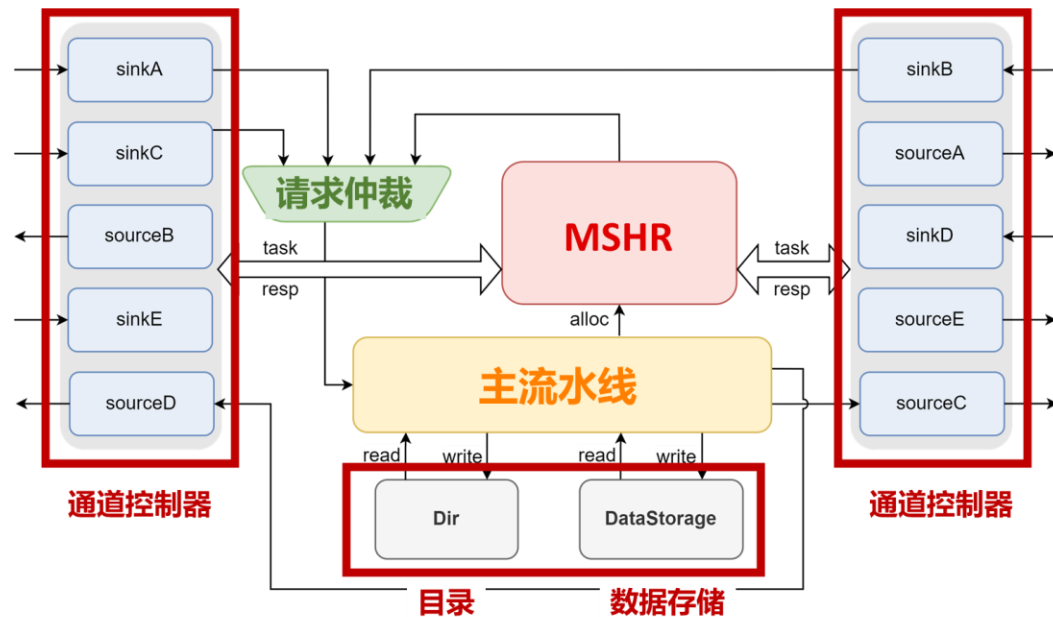 sinkA
sinkC
sourceB
sinkE
sourceD
通道控制器
请求仲裁
MSHR
task
resp
task
resp
alloc
主流水线
read
write
read
write
Dir
DataStorage
目录
数据存储
sinkB
sourceA
sinkD
sourceE
sourceC
通道控制器